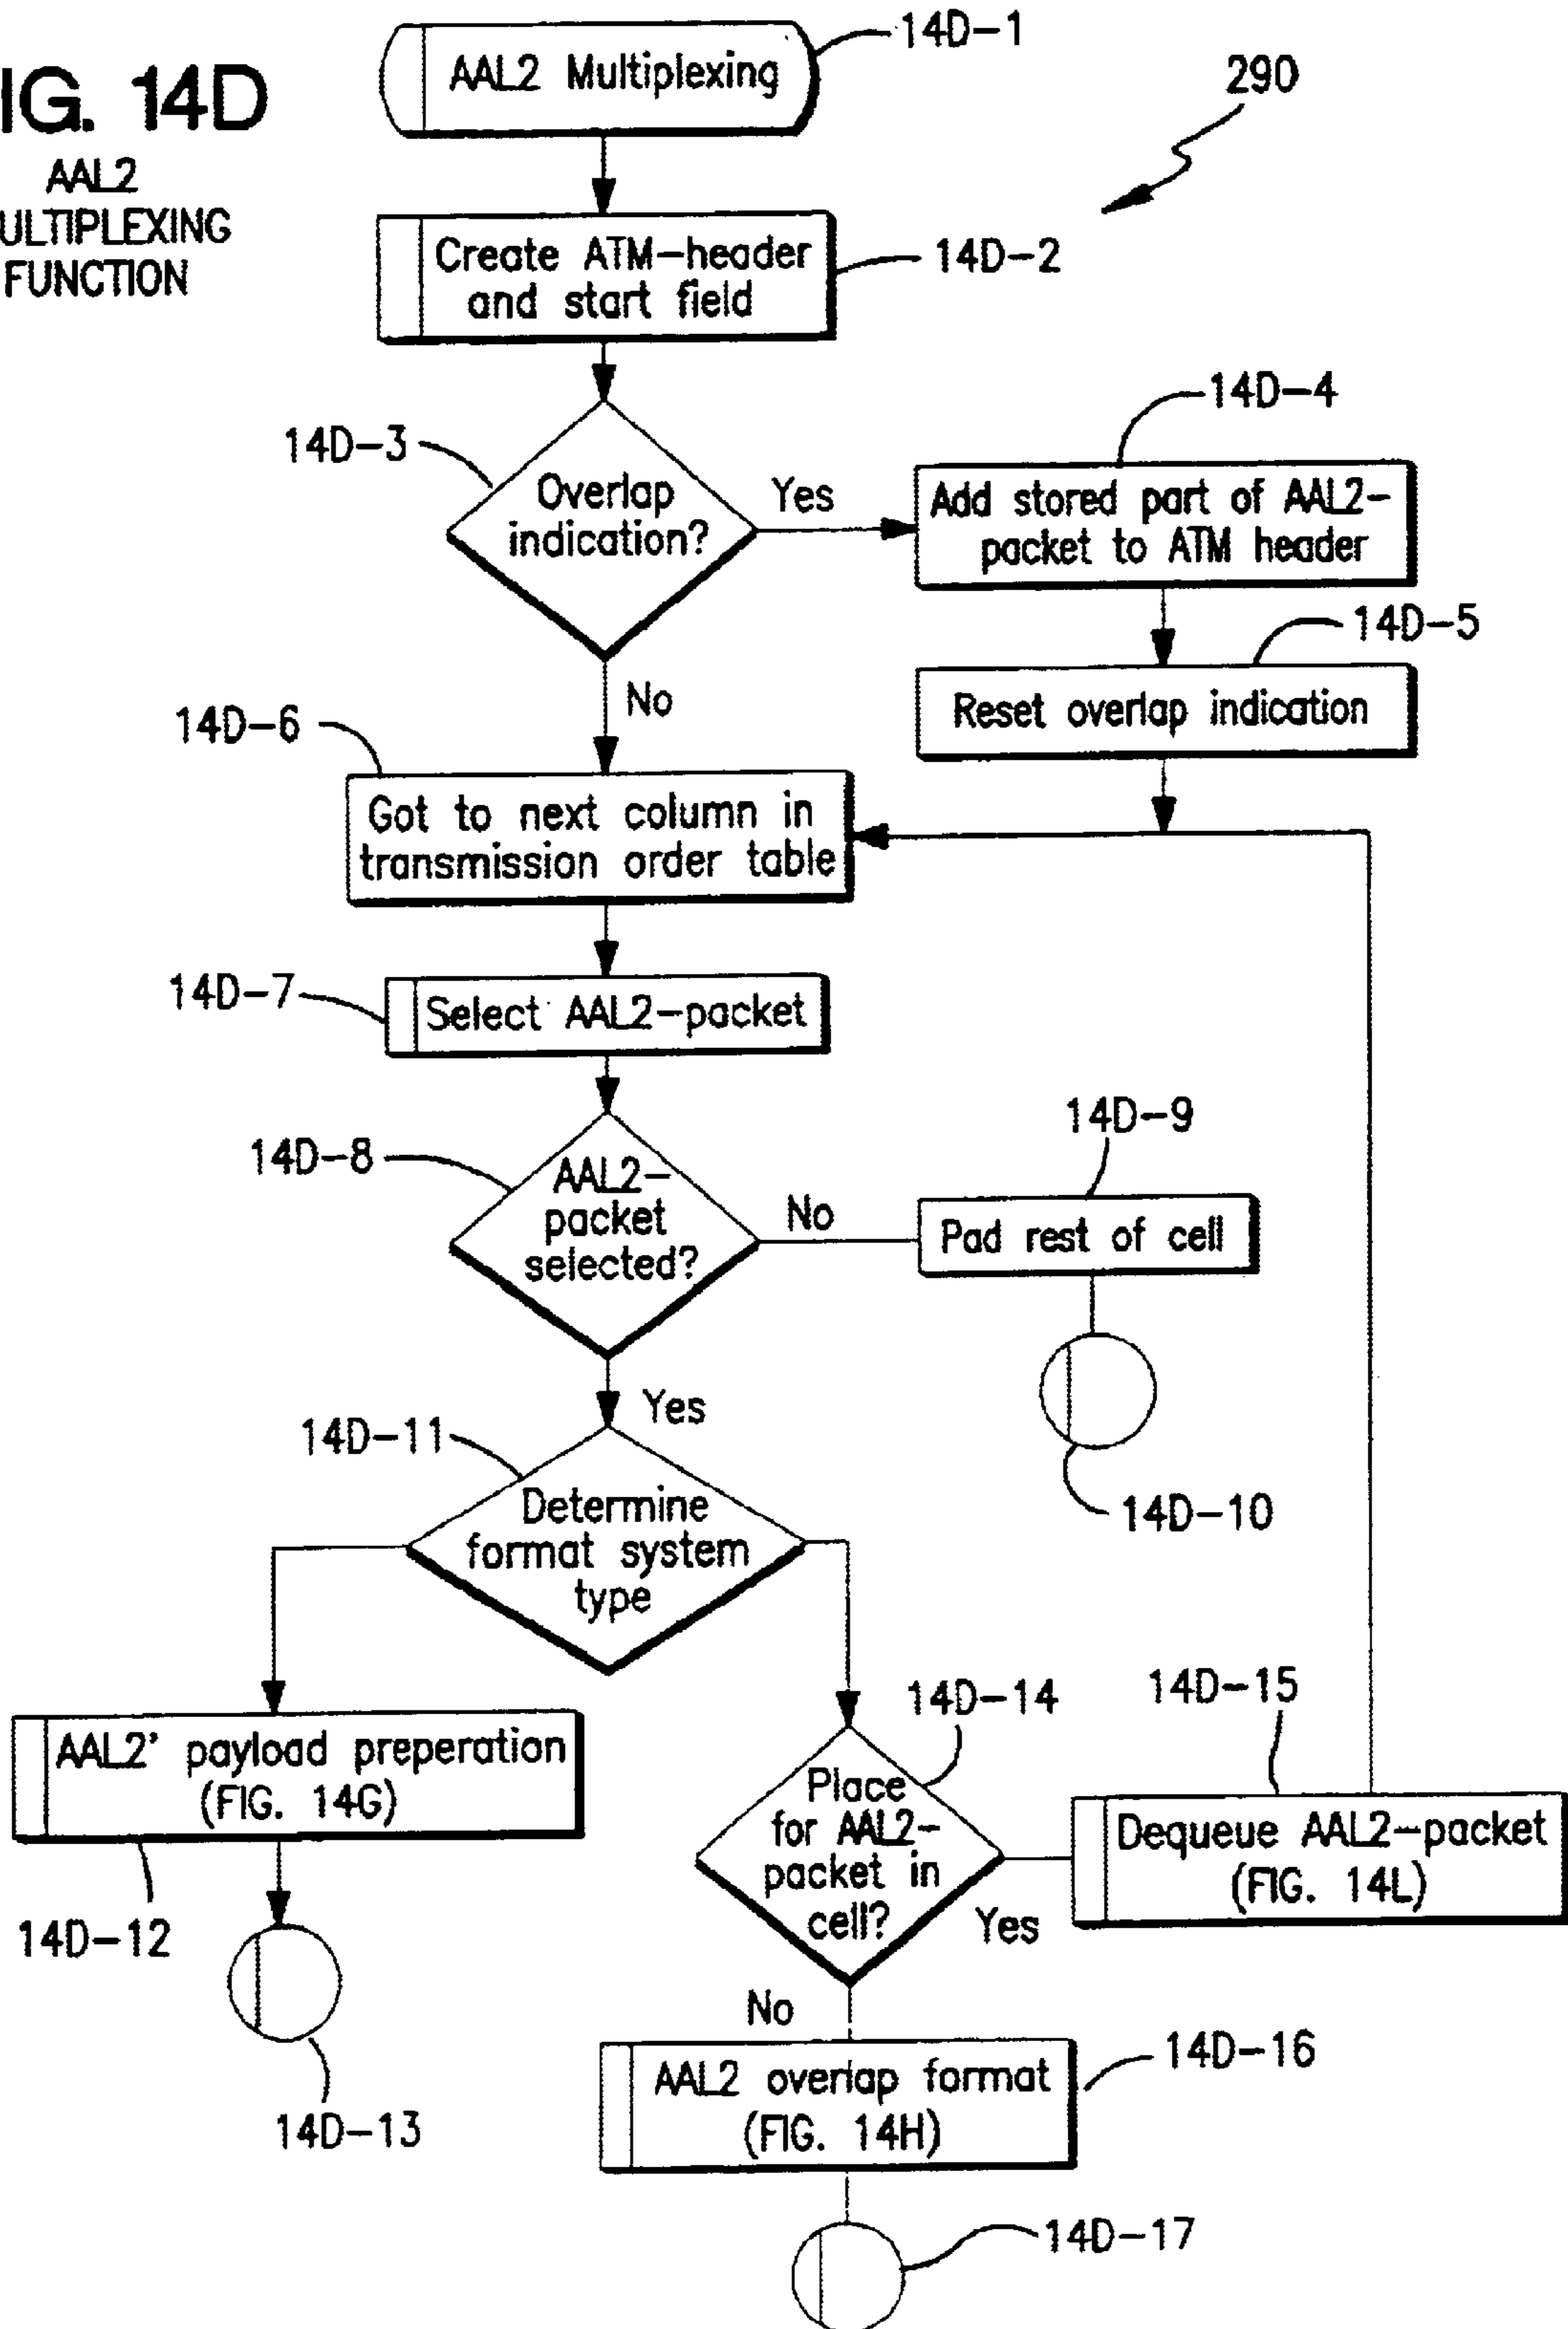 IG. 14D
AAL2
ULTIPLEXING
FUNCTION
AAL2 Multiplexing
14D-1
290
Create ATM-header
and start field
14D-2
14D-3
Overlap
indication?
Yes
14D-4
Add stored part of AAL2-
packet to ATM header
14D-5
Reset overlap indication
No
14D-6
Got to next column in
transmission order table
14D-7
Select AAL2-packet
14D-8
AAL2-
packet
selected?
No
14D-9
Pad rest of cell
14D-10
Yes
14D-11
Determine
format system
type
AAL2' payload preperation
(FIG. 14G)
14D-12
14D-13
14D-14
Place
for AAL2-
packet in
cell?
Yes
14D-15
Dequeue AAL2-packet
(FIG. 14L)
No
AAL2 overlap format
(FIG. 14H)
14D-16
14D-17